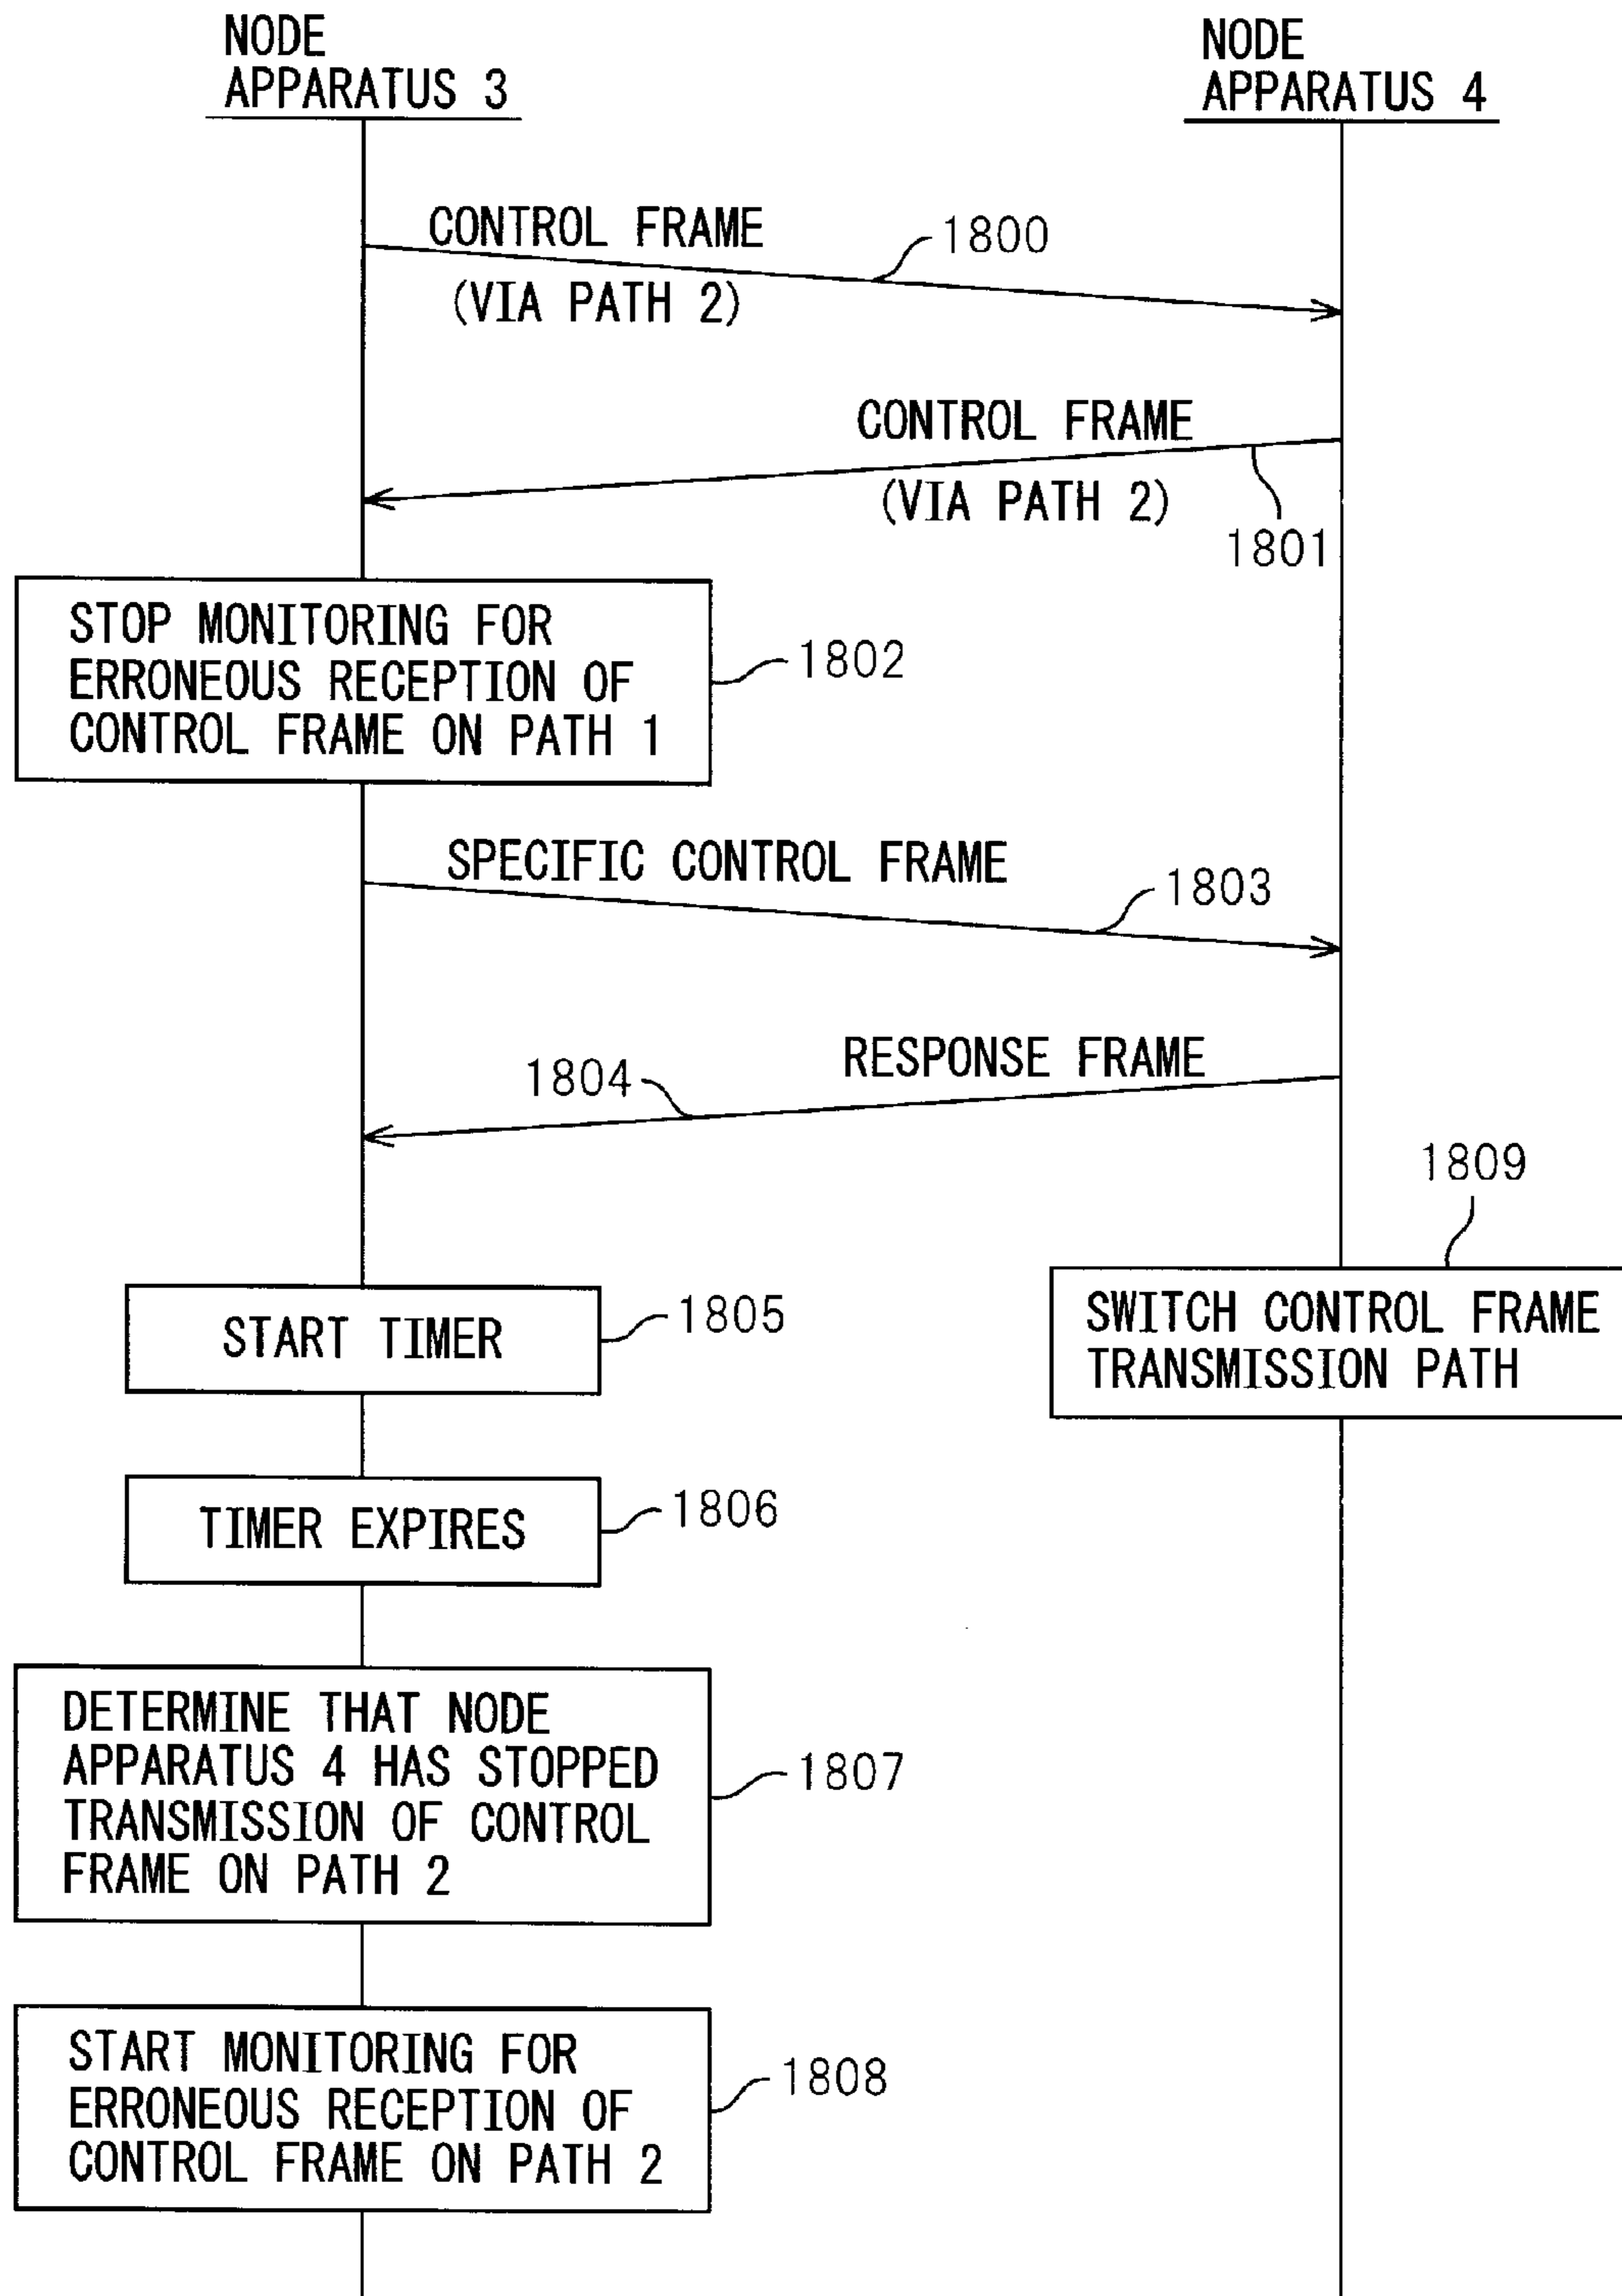 NODE
APPARATUS 3
NODE
APPARATUS 4
CONTROL FRAME
1800
(VIA PATH 2)
CONTROL FRAME
(VIA PATH 2)
1801
STOP MONITORING FOR
ERRONEOUS RECEPTION OF
CONTROL FRAME ON PATH 1
1802
SPECIFIC CONTROL FRAME
1803
RESPONSE FRAME
1804
1809
START TIMER
1805
SWITCH CONTROL FRAME
TRANSMISSION PATH
TIMER EXPIRES
1806
DETERMINE THAT NODE
APPARATUS 4 HAS STOPPED
TRANSMISSION OF CONTROL
FRAME ON PATH 2
1807
START MONITORING FOR
ERRONEOUS RECEPTION OF
CONTROL FRAME ON PATH 2
1808